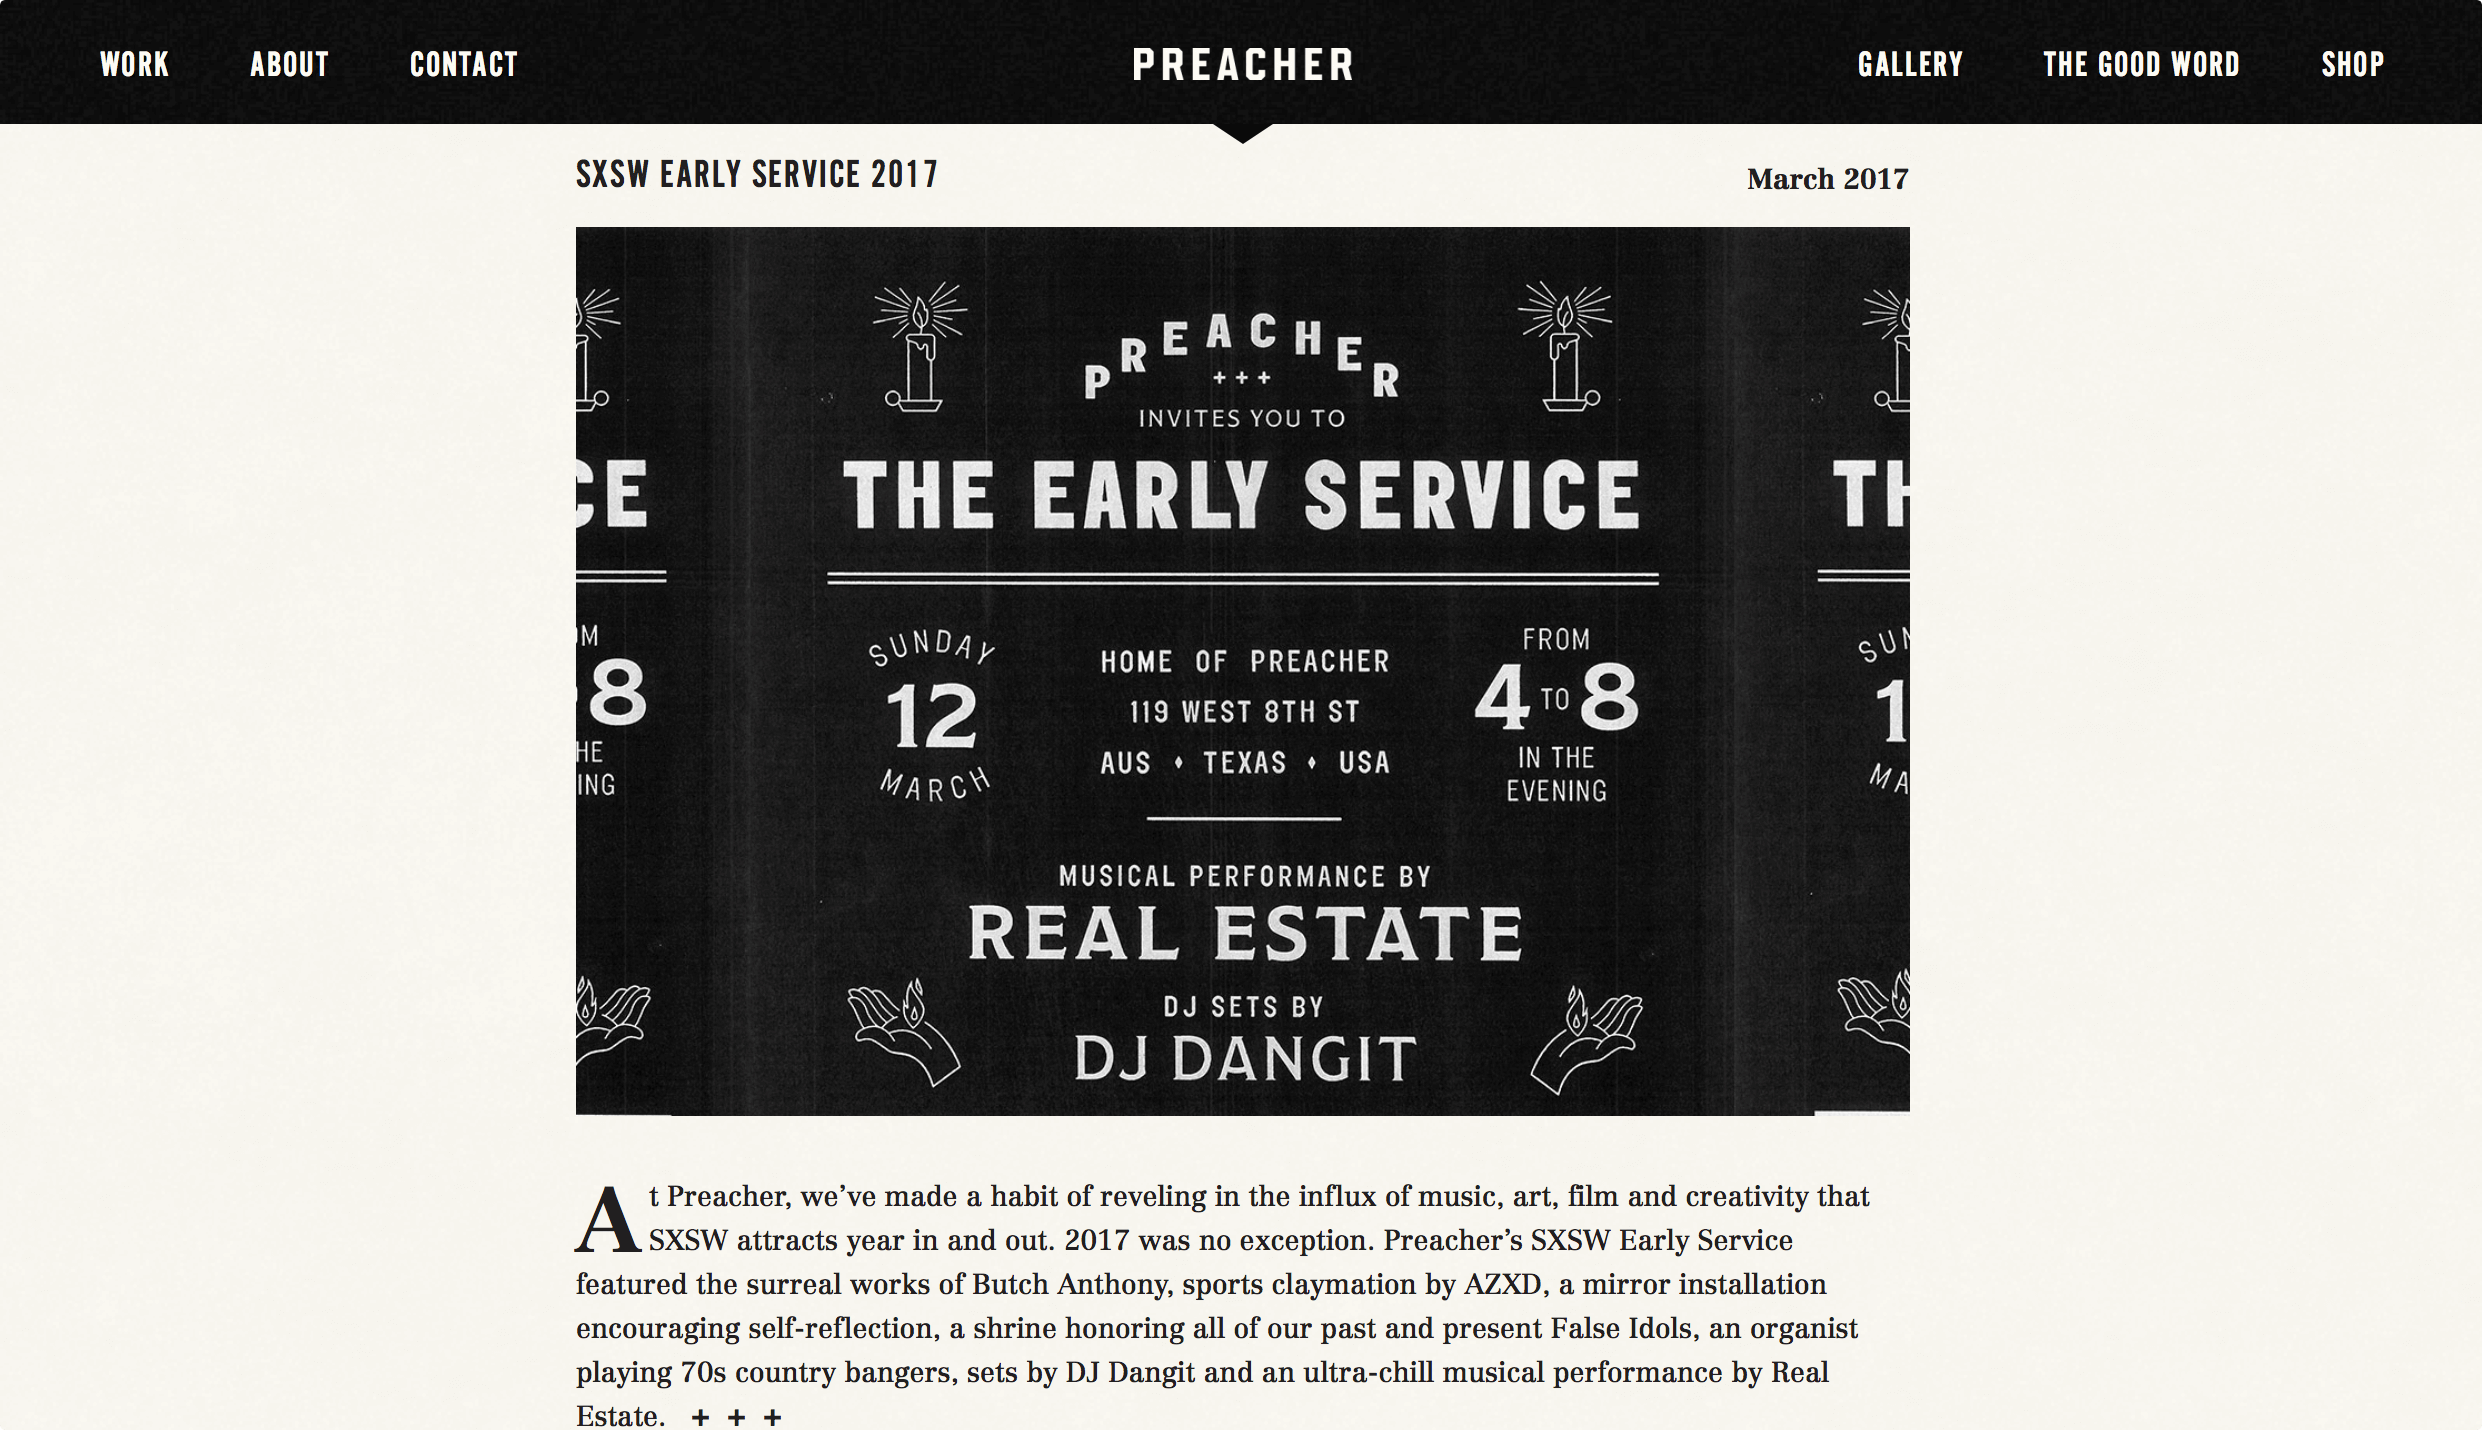 WORK ABOUT CONTACT PREACHER GALLERY THE GOOD WORD SHOP
SXSW EARLY SERVICE 2017 March 2017
PREACHER
+++
INVITES YOU TO
CE THE EARLY SERVICE TH
SUNDAY
12
MARCH
HOME OF PREACHER
119 WEST 8TH ST
AUS ♦ TEXAS ♦ USA
FROM
4 TO 8
IN THE
EVENING
OM
8
HE
ING
SUN
1
MA
MUSICAL PERFORMANCE BY
REAL ESTATE
DJ SETS BY
DJ DANGIT
At Preacher, we’ve made a habit of reveling in the influx of music, art, film and creativity that
SXSW attracts year in and out. 2017 was no exception. Preacher’s SXSW Early Service
featured the surreal works of Butch Anthony, sports claymation by AZXD, a mirror installation
encouraging self-reflection, a shrine honoring all of our past and present False Idols, an organist
playing 70s country bangers, sets by DJ Dangit and an ultra-chill musical performance by Real
Estate. + + +